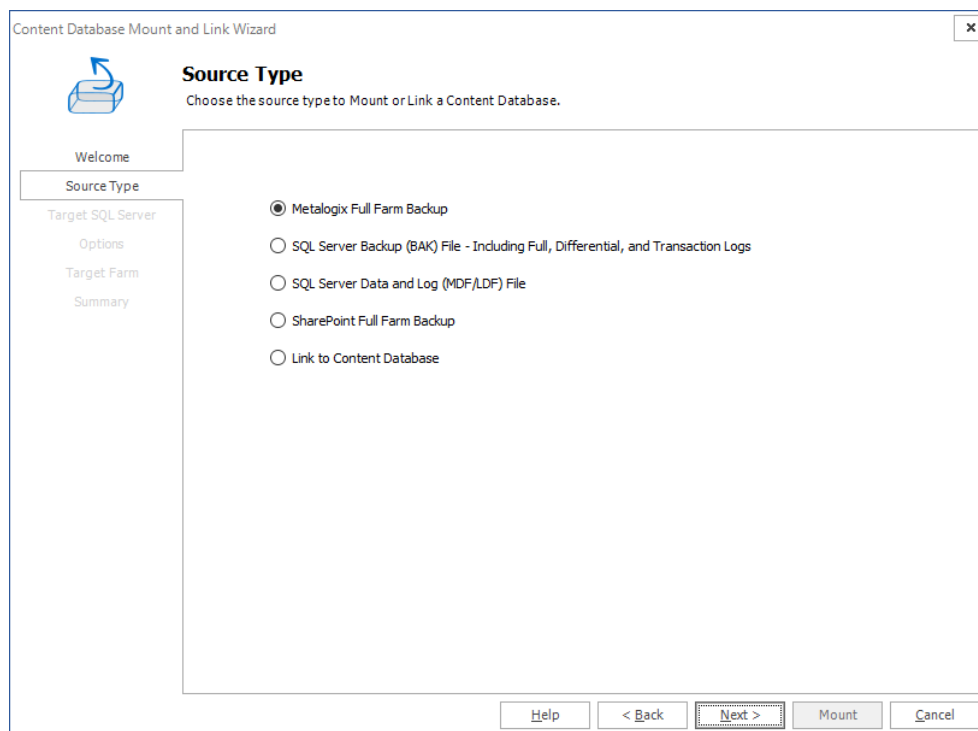 Content Database Mount and Link Wizard
Source Type
Choose the source type to Mount or Link a Content Database.
Welcome
Source Type
Target SQL Server
Options
Target Farm
Summary
Metalogix Full Farm Backup
SQL Server Backup (BAK) File - Including Full, Differential, and Transaction Logs
SQL Server Data and Log (MDF/LDF) File
SharePoint Full Farm Backup
Link to Content Database
Help
< Back
Next >
Mount
Cancel